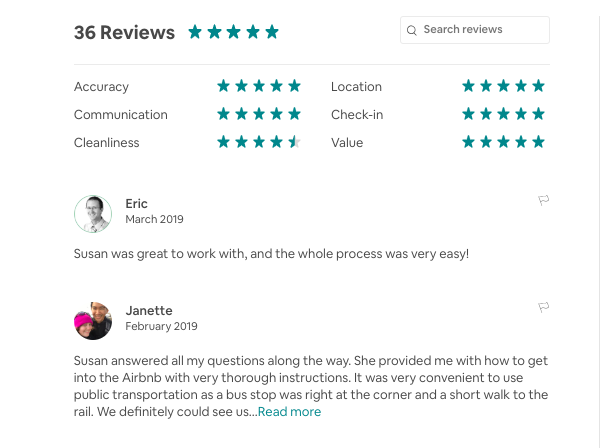 36 Reviews
Search reviews
Accuracy
Location
Communication
Check-in
Cleanliness
Value
Eric
March 2019
Susan was great to work with, and the whole process was very easy!
Janette
February 2019
Susan answered all my questions along the way. She provided me with how to get
into the Airbnb with very thorough instructions. It was very convenient to use
public transportation as a bus stop was right at the corner and a short walk to the
rail. We definitely could see us...Read more